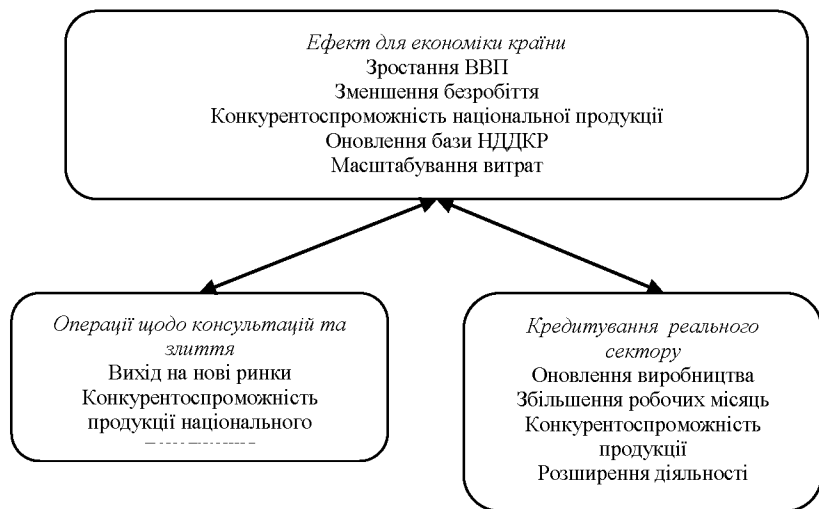 Ефект для економіки країни
Зростання ВВП
Зменшення безробіття
Конкурентоспроможність національної продукції
Оновлення бази НДДКР
Масштабування витрат
Операції щодо консультацій та
злиття
Вихід на нові ринки
Конкурентоспроможність
продукції національного
Кредитування реального
сектору
Оновлення виробництва
Збільшення робочих місяць
Конкурентоспроможність
продукції
Розширення діяльності